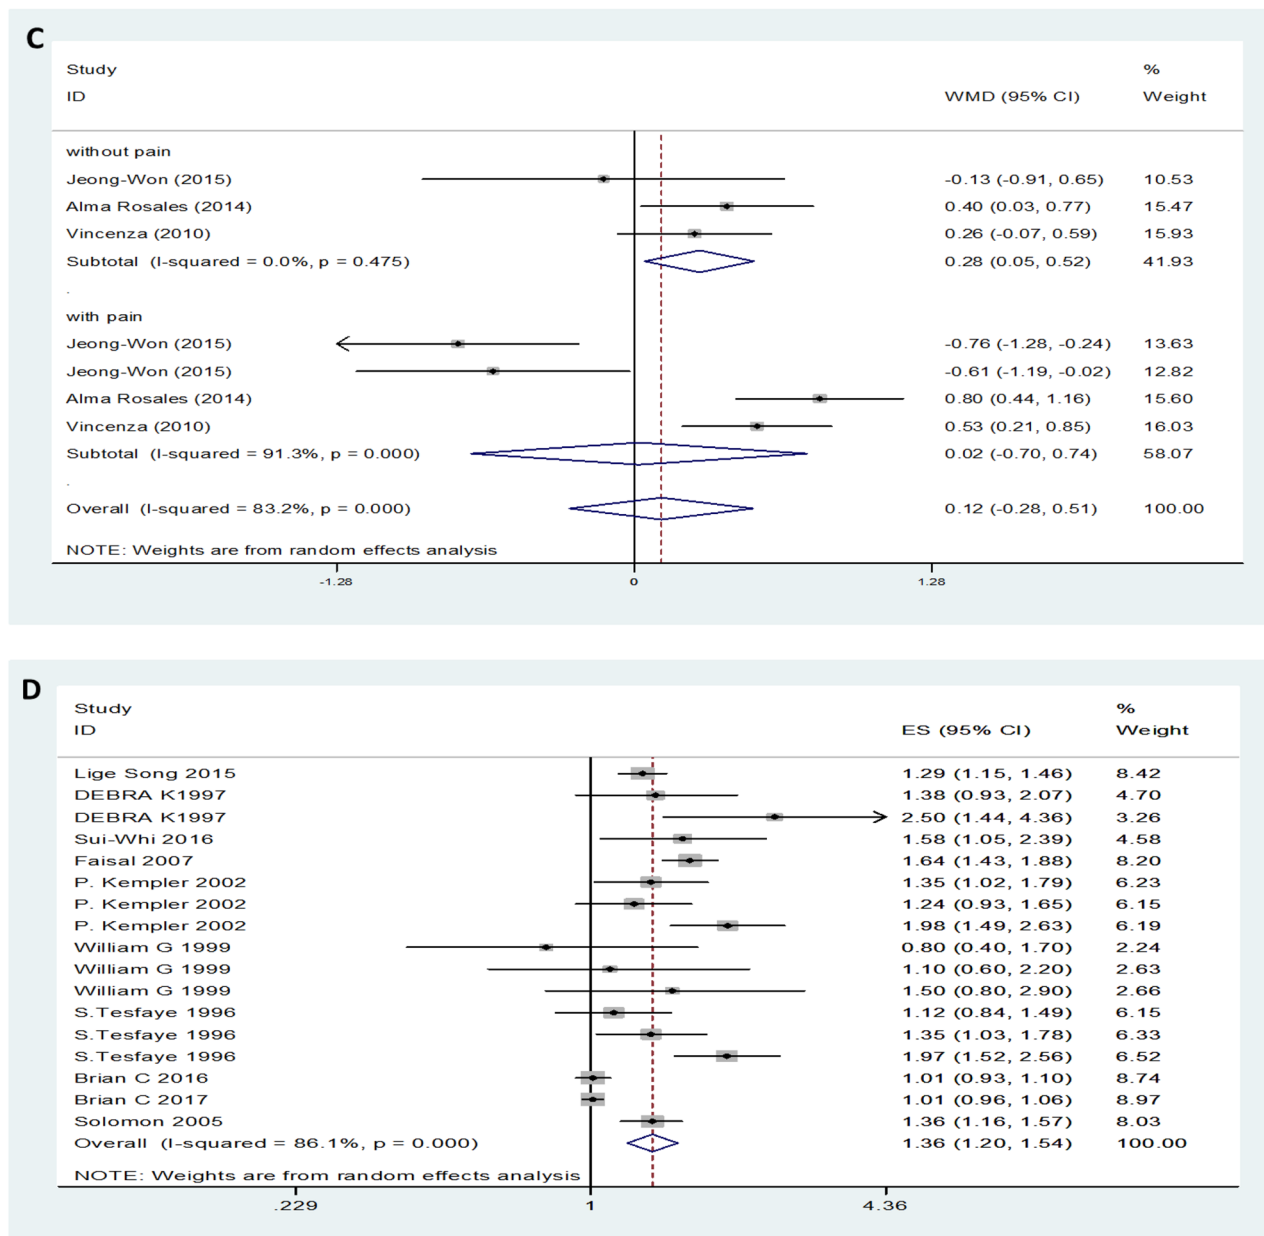 C
Study %
ID WMD (95% CI) Weight
without pain
Jeong-Won (2015) -0.13 (-0.91, 0.65) 10.53
Alma Rosales (2014) 0.40 (0.03, 0.77) 15.47
Vincenza (2010) 0.26 (-0.07, 0.59) 15.93
Subtotal (I-squared = 0.0%, p = 0.475) 0.28 (0.05, 0.52) 41.93
.
with pain
Jeong-Won (2015) -0.76 (-1.28, -0.24) 13.63
Jeong-Won (2015) -0.61 (-1.19, -0.02) 12.82
Alma Rosales (2014) 0.80 (0.44, 1.16) 15.60
Vincenza (2010) 0.53 (0.21, 0.85) 16.03
Subtotal (I-squared = 91.3%, p = 0.000) 0.02 (-0.70, 0.74) 58.07
.
Overall (I-squared = 83.2%, p = 0.000) 0.12 (-0.28, 0.51) 100.00
NOTE: Weights are from random effects analysis
-1.28 0 1.28
D
Study %
ID ES (95% CI) Weight
Lige Song 2015 1.29 (1.15, 1.46) 8.42
DEBRA K1997 1.38 (0.93, 2.07) 4.70
DEBRA K1997 2.50 (1.44, 4.36) 3.26
Sui-Whi 2016 1.58 (1.05, 2.39) 4.58
Faisal 2007 1.64 (1.43, 1.88) 8.20
P. Kempler 2002 1.35 (1.02, 1.79) 6.23
P. Kempler 2002 1.24 (0.93, 1.65) 6.15
P. Kempler 2002 1.98 (1.49, 2.63) 6.19
William G 1999 0.80 (0.40, 1.70) 2.24
William G 1999 1.10 (0.60, 2.20) 2.63
William G 1999 1.50 (0.80, 2.90) 2.66
S.Tesfaye 1996 1.12 (0.84, 1.49) 6.15
S.Tesfaye 1996 1.35 (1.03, 1.78) 6.33
S.Tesfaye 1996 1.97 (1.52, 2.56) 6.52
Brian C 2016 1.01 (0.93, 1.10) 8.74
Brian C 2017 1.01 (0.96, 1.06) 8.97
Solomon 2005 1.36 (1.16, 1.57) 8.03
Overall (I-squared = 86.1%, p = 0.000) 1.36 (1.20, 1.54) 100.00
NOTE: Weights are from random effects analysis
.229 1 4.36